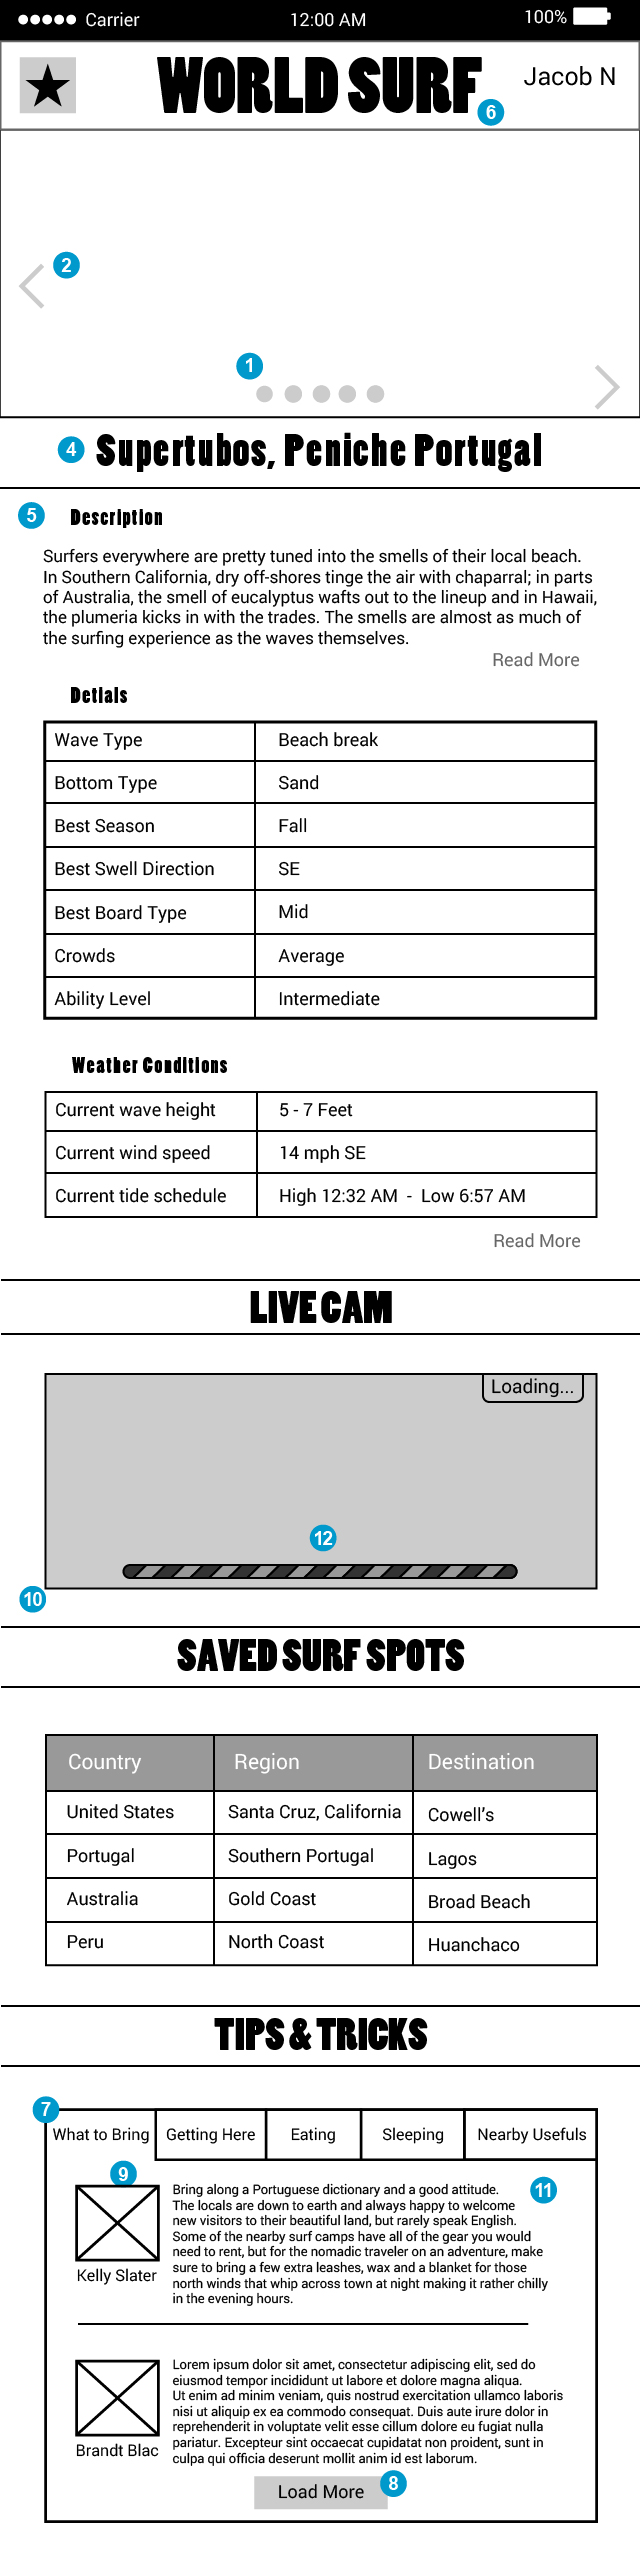 Carrier 12:00 AM 100%
WORLD SURF Jacob N
6
2
1
4 Supertubos, Peniche Portugal
5 Description
Surfers everywhere are pretty tuned into the smells of their local beach.
In Southern California, dry off-shores tinge the air with chaparral; in parts
of Australia, the smell of eucalyptus wafts out to the lineup and in Hawaii,
the plumeria kicks in with the trades. The smells are almost as much of
the surfing experience as the waves themselves.
Read More
Detials
Wave Type Beach break
Bottom Type Sand
Best Season Fall
Best Swell Direction SE
Best Board Type Mid
Crowds Average
Ability Level Intermediate
Weather Conditions
Current wave height 5 - 7 Feet
Current wind speed 14 mph SE
Current tide schedule High 12:32 AM - Low 6:57 AM
Read More
LIVE CAM
Loading...
12
10
SAVED SURF SPOTS
Country Region Destination
United States Santa Cruz, California Cowell's
Portugal Southern Portugal Lagos
Australia Gold Coast Broad Beach
Peru North Coast Huanchaco
TIPS & TRICKS
7
What to Bring Getting Here Eating Sleeping Nearby Usefuls
9
11
Bring along a Portuguese dictionary and a good attitude.
The locals are down to earth and always happy to welcome
new visitors to their beautiful land, but rarely speak English.
Some of the nearby surf camps have all of the gear you would
need to rent, but for the nomadic traveler on an adventure, make
sure to bring a few extra leashes, wax and a blanket for those
north winds that whip across town at night making it rather chilly
in the evening hours.
Kelly Slater
Lorem ipsum dolor sit amet, consectetur adipiscing elit, sed do
eiusmod tempor incididunt ut labore et dolore magna aliqua.
Ut enim ad minim veniam, quis nostrud exercitation ullamco laboris
nisi ut aliquip ex ea commodo consequat. Duis aute irure dolor in
reprehenderit in voluptate velit esse cillum dolore eu fugiat nulla
pariatur. Excepteur sint occaecat cupidatat non proident, sunt in
culpa qui officia deserunt mollit anim id est laborum.
Brandt Blac
Load More 8